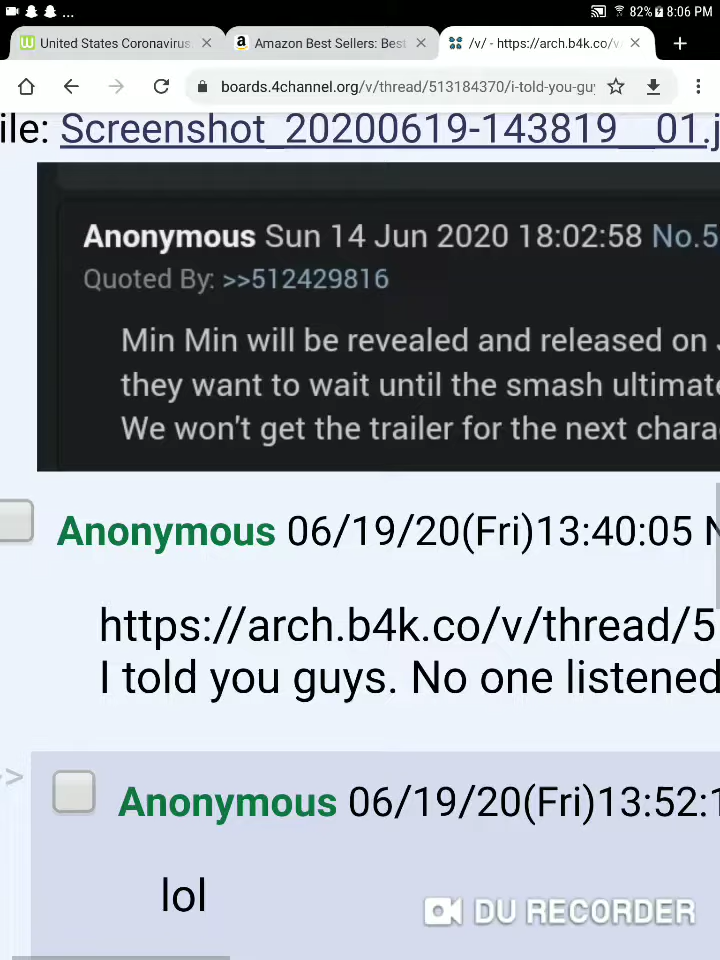 ... 82% 8:06 PM
United States Coronavirus
Amazon Best Sellers: Best
/v/ - https://arch.b4k.co/v
boards.4channel.org/v/thread/513184370/i-told-you-guy
ile: Screenshot_20200619-143819__01.j
Anonymous Sun 14 Jun 2020 18:02:58 No.5
Quoted By: >>512429816
Min Min will be revealed and released on J
they want to wait until the smash ultimate
We won't get the trailer for the next chara
Anonymous 06/19/20(Fri)13:40:05 N
https://arch.b4k.co/v/thread/5
I told you guys. No one listened
>>
Anonymous 06/19/20(Fri)13:52:1
lol
DU RECORDER